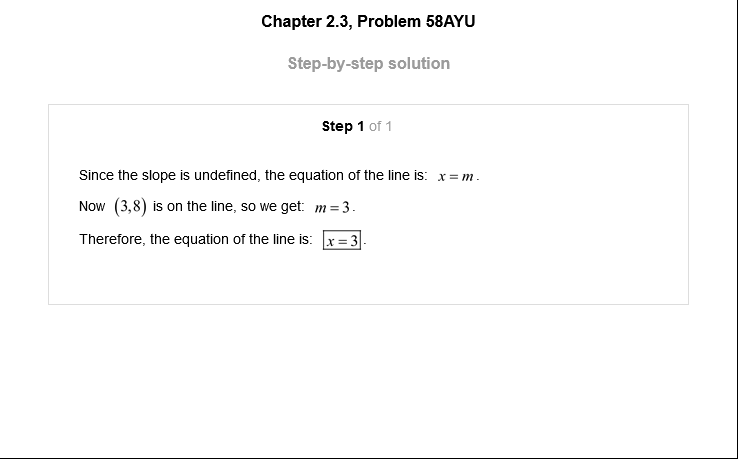 Chapter 2.3, Problem 58AYU
Step-by-step solution
Step 1 of 1
Since the slope is undefined, the equation of the line is: x = m.
Now (3,8) is on the line, so we get: m = 3.
Therefore, the equation of the line is: x = 3.